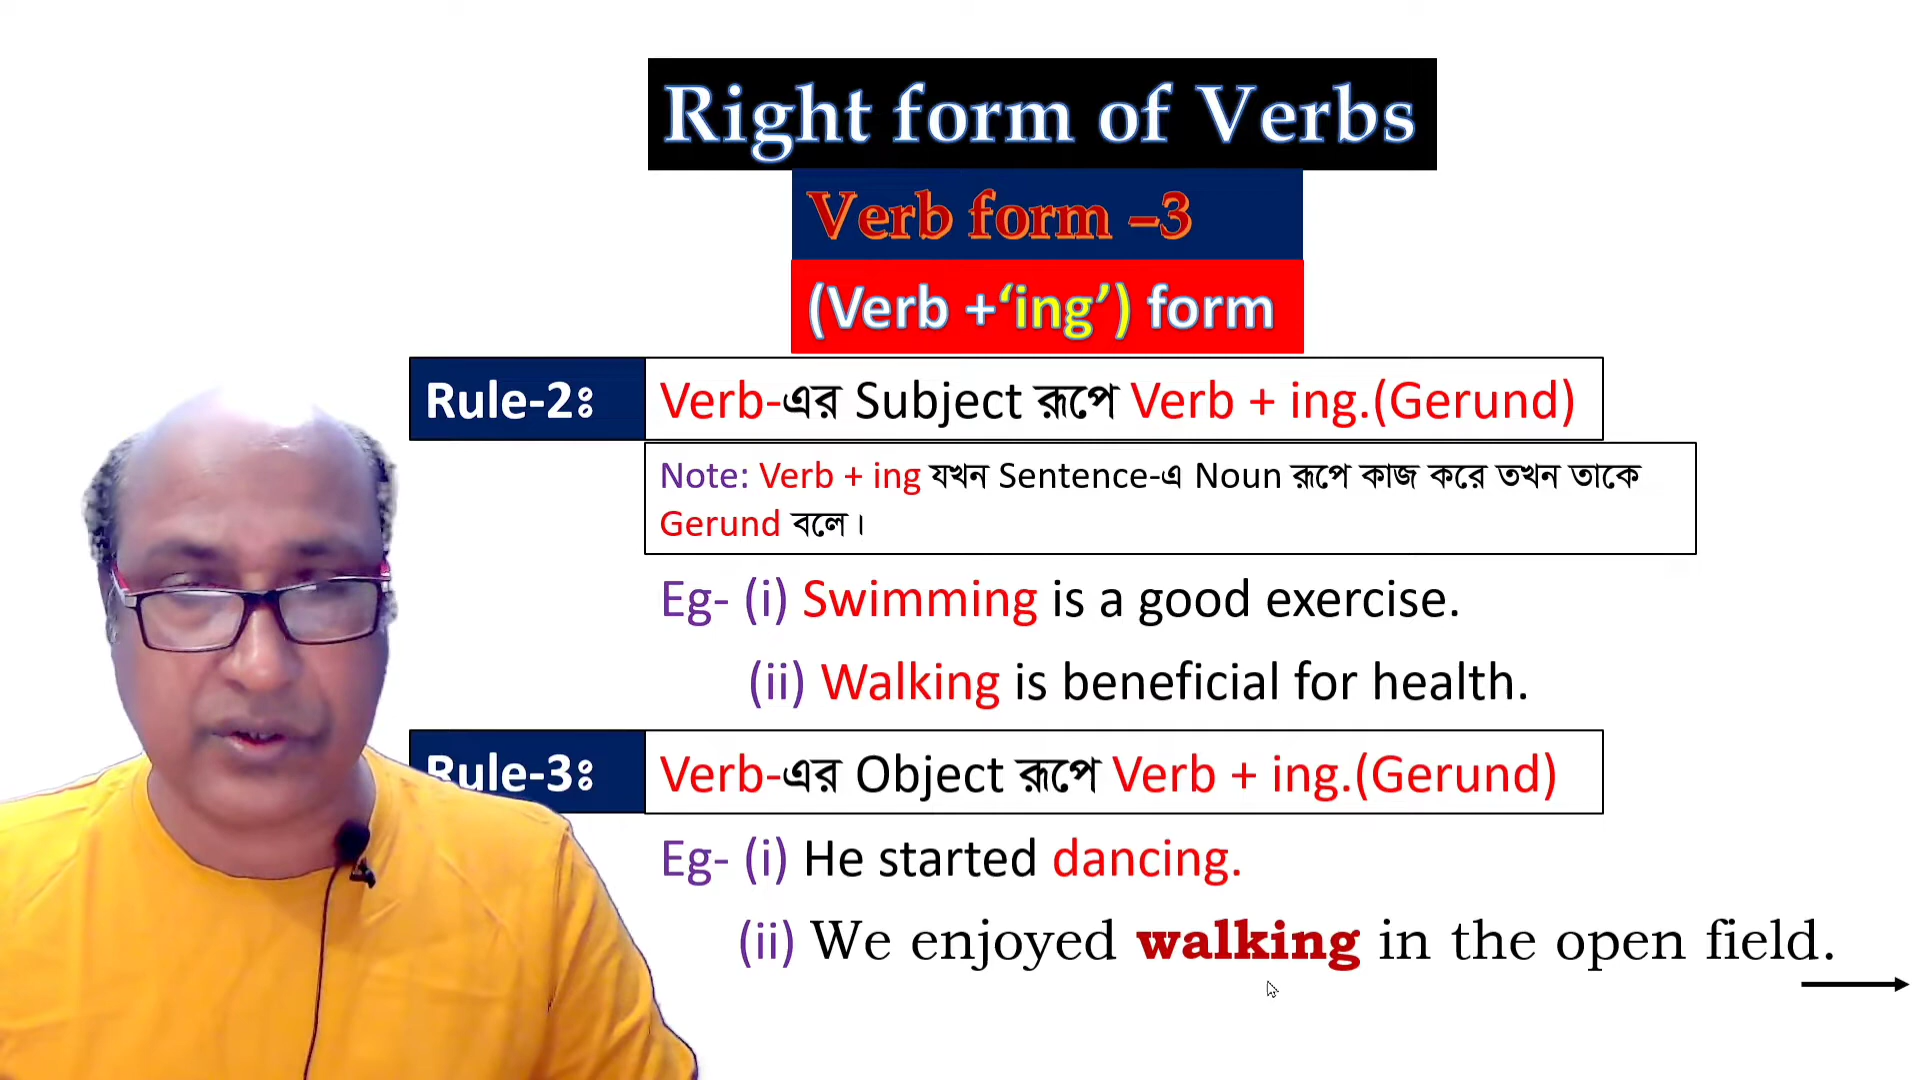 Right form of Verbs
Verb form –3
(Verb +‘ing’) form
Rule-2ঃ Verb-এর Subject রূপে Verb + ing.(Gerund)
Note: Verb + ing যখন Sentence-এ Noun রূপে কাজ করে তখন তাকে
Gerund বলে।
Eg- (i) Swimming is a good exercise.
(ii) Walking is beneficial for health.
Rule-3ঃ Verb-এর Object রূপে Verb + ing.(Gerund)
Eg- (i) He started dancing.
(ii) We enjoyed walking in the open field.